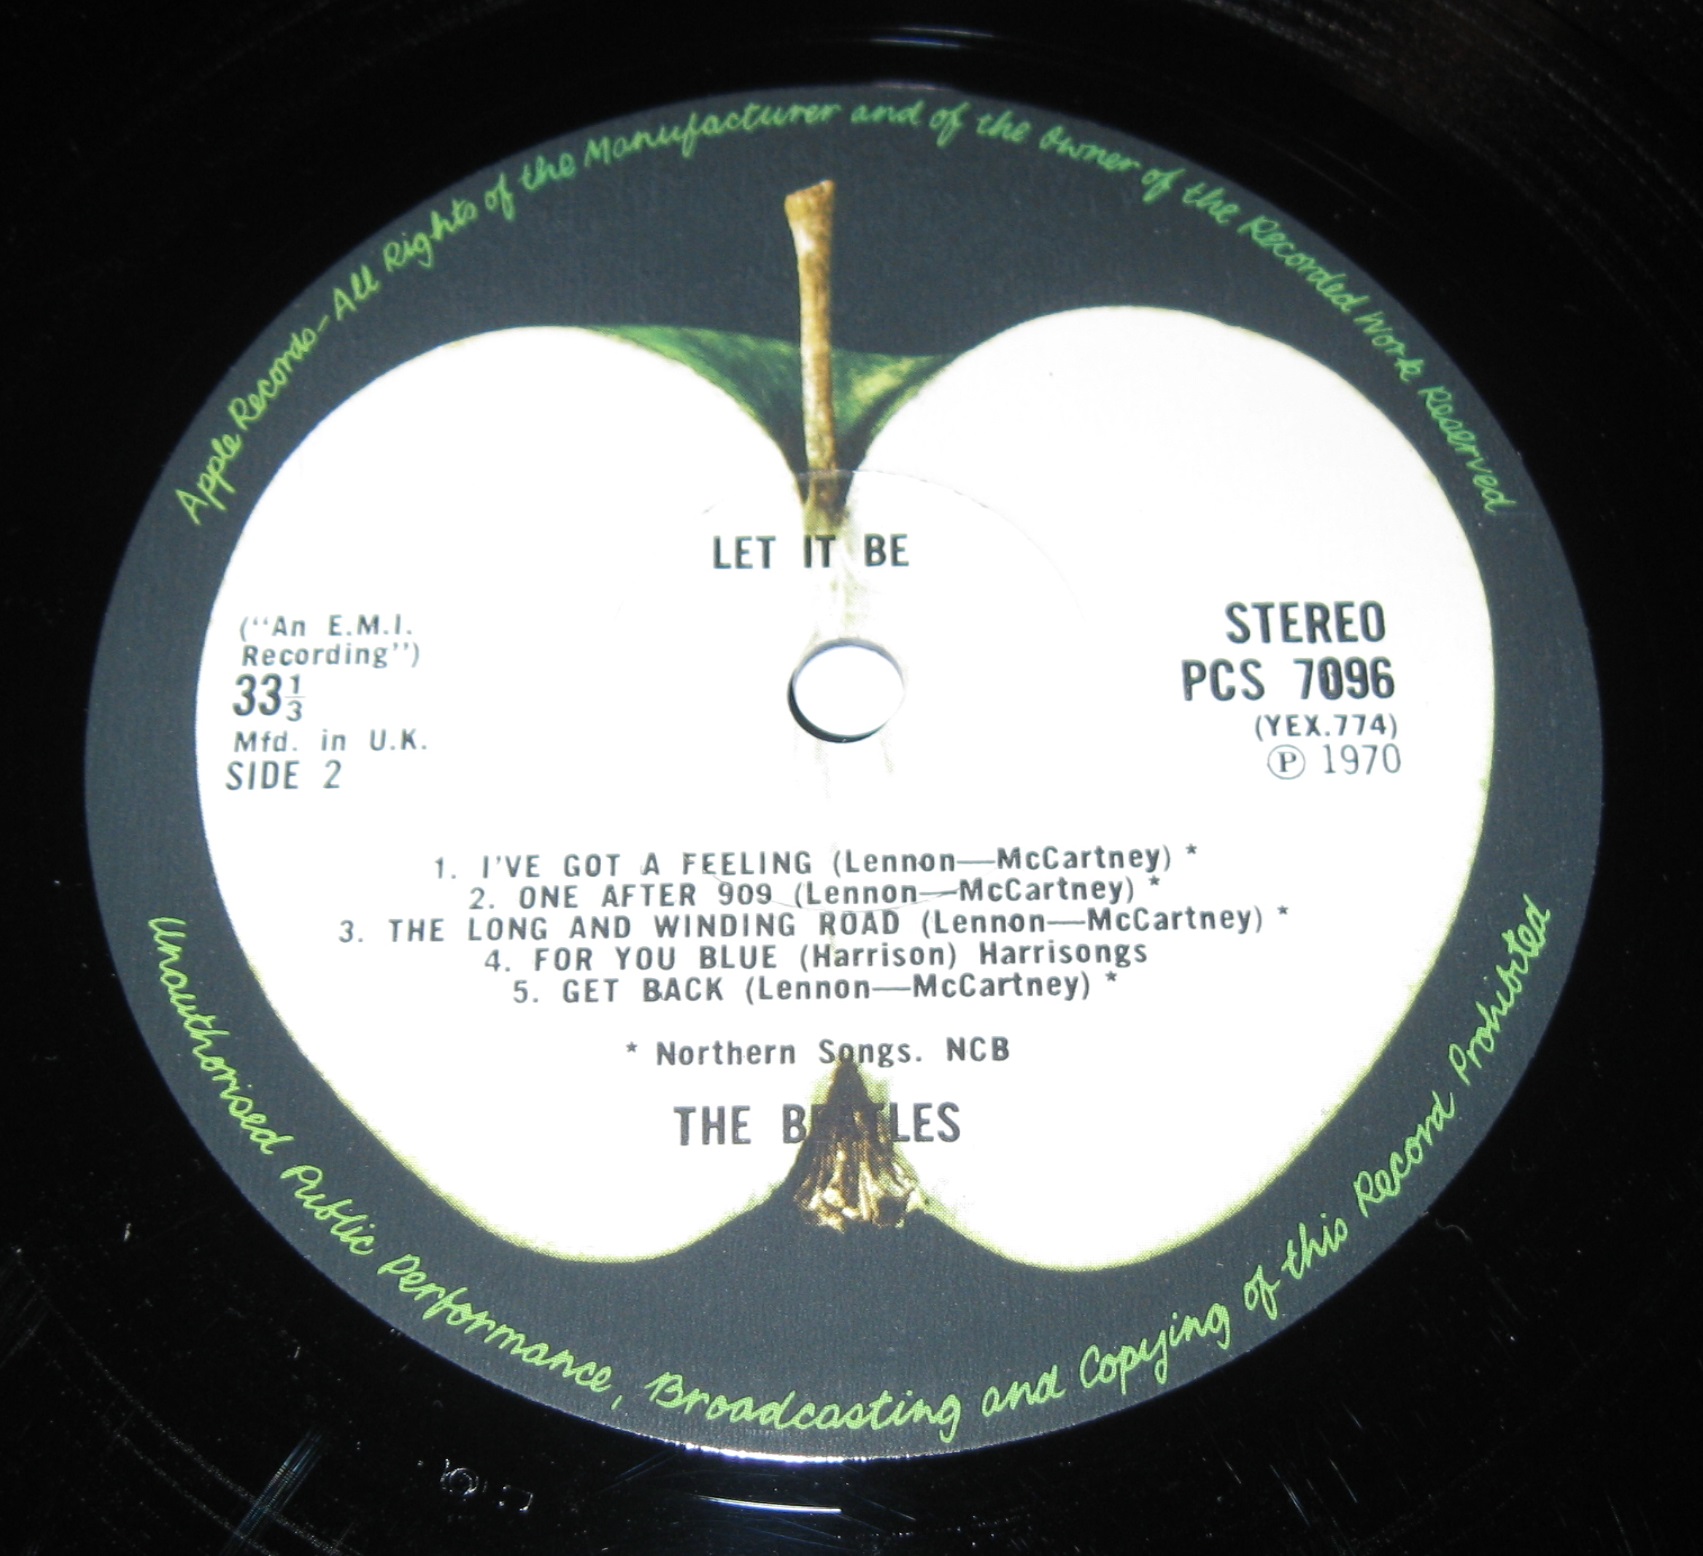 Apple Records-All Rights of the Manufacturer and of the Owner of the Recorded Work Reserved
LET IT BE
(“An E.M.I.
Recording”)
33⅓
Mfd. in U.K.
SIDE 2
STEREO
PCS 7096
(YEX.774)
℗ 1970
1. I'VE GOT A FEELING (Lennon—McCartney) *
2. ONE AFTER 909 (Lennon—McCartney) *
3. THE LONG AND WINDING ROAD (Lennon—McCartney) *
4. FOR YOU BLUE (Harrison) Harrisongs
5. GET BACK (Lennon—McCartney) *
* Northern Songs. NCB
THE BEATLES
Unauthorised Public Performance, Broadcasting and Copying of this Record Prohibited